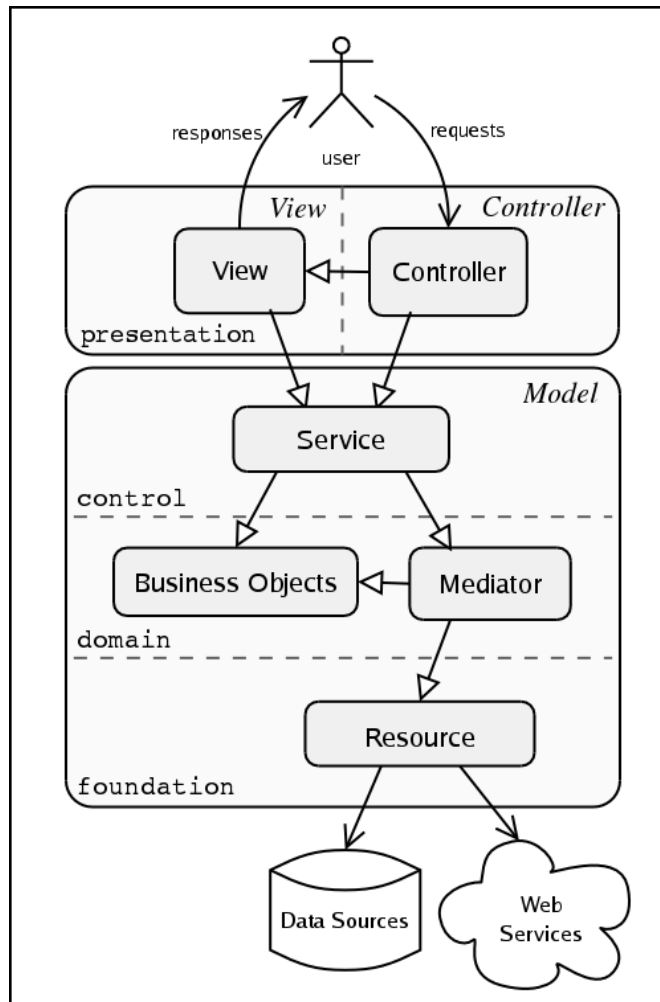 responses
requests
user
View
Controller
View
Controller
presentation
Model
Service
control
Business Objects
Mediator
domain
Resource
foundation
Data Sources
Web
Services